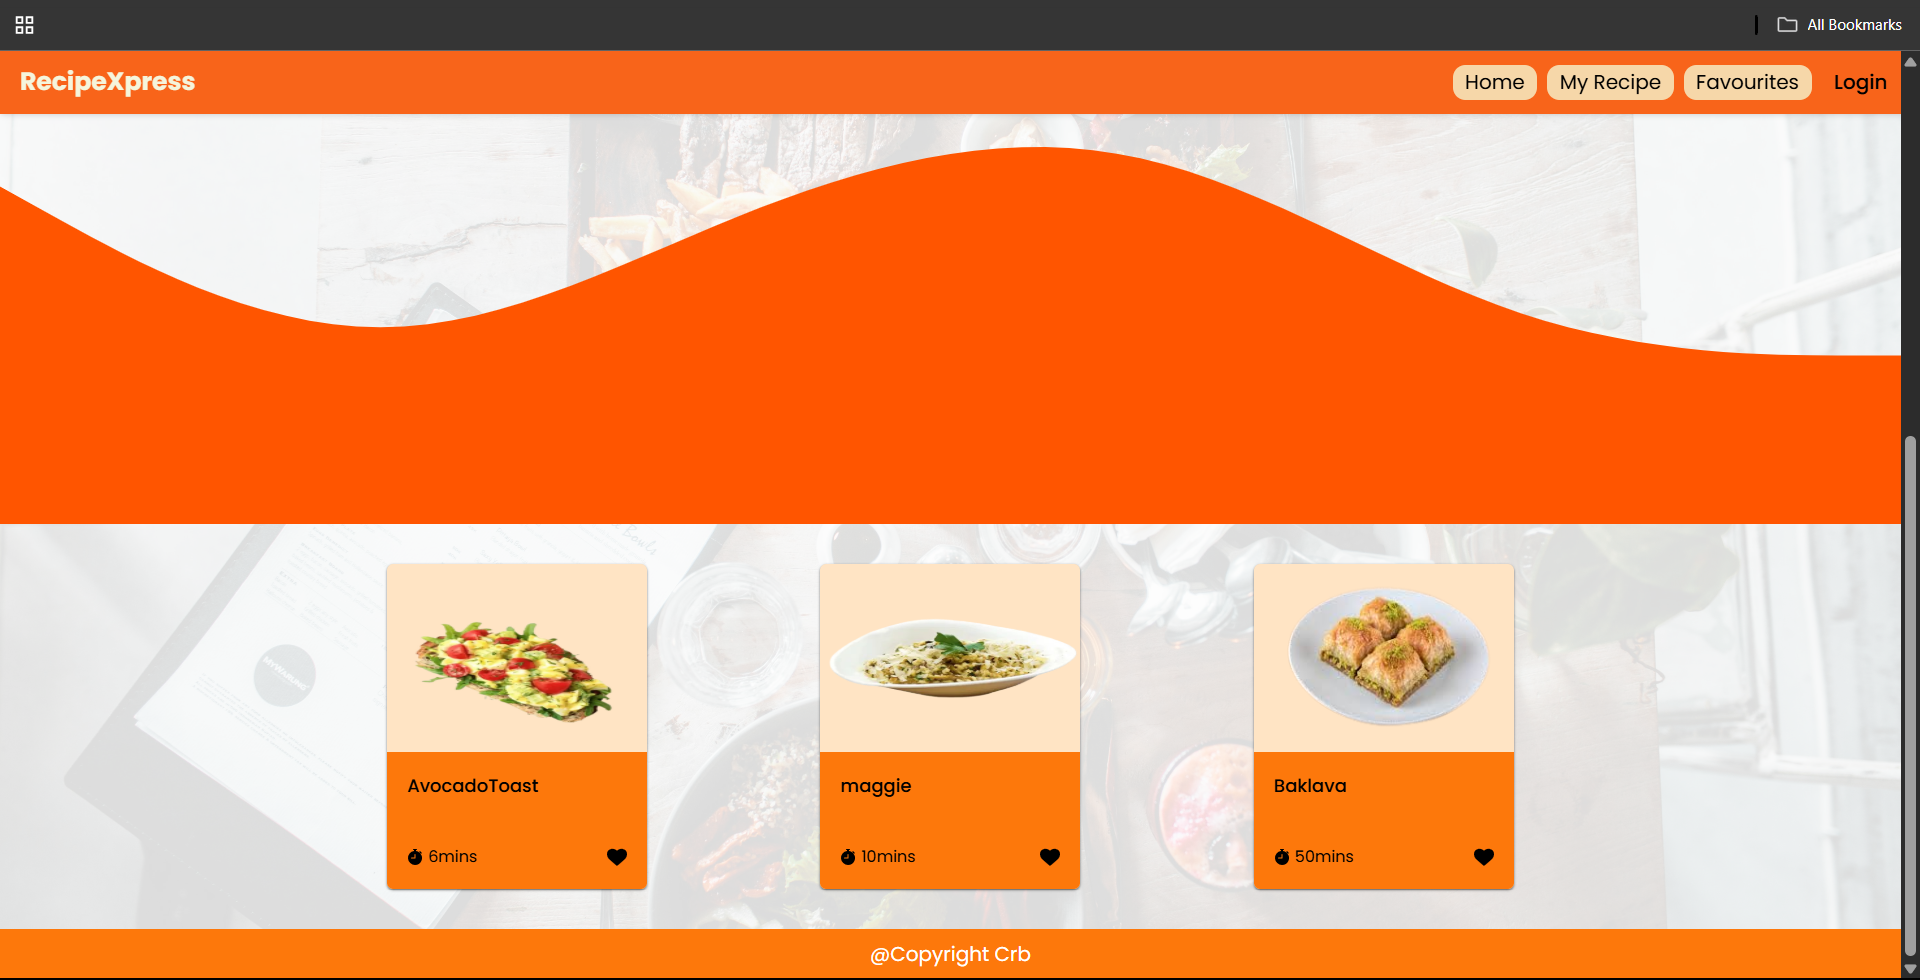 All Bookmarks
RecipeXpress
Home My Recipe Favourites Login
AvocadoToast
6mins
maggie
10mins
Baklava
50mins
@Copyright Crb